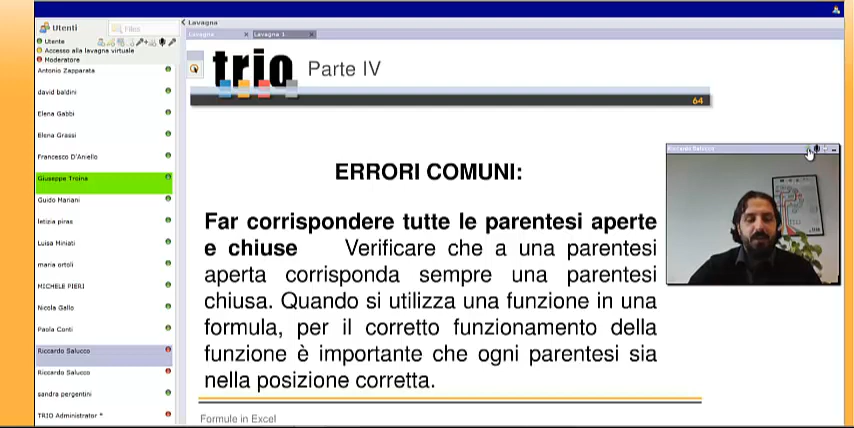 Utenti
Filtro
Utente
Accesso alla lavagna virtuale
Moderatore
Antonio Zapparata
david baldini
Elena Gabbi
Elena Grassi
Francesco D'Aniello
Giuseppe Troina
Guido Mariani
letizia piras
Luisa Miniati
maria ortoli
MICHELE PIERI
Nicola Gallo
Paola Conti
Riccardo Salucco
Riccardo Salucco
sandra pergentini
TRIO Administrator *
Lavagna
Lavagna
Lavagna 1
trio
Parte IV
64
ERRORI COMUNI:
Far corrispondere tutte le parentesi aperte
e chiuse Verificare che a una parentesi
aperta corrisponda sempre una parentesi
chiusa. Quando si utilizza una funzione in una
formula, per il corretto funzionamento della
funzione è importante che ogni parentesi sia
nella posizione corretta.
Formule in Excel
Riccardo Salucco